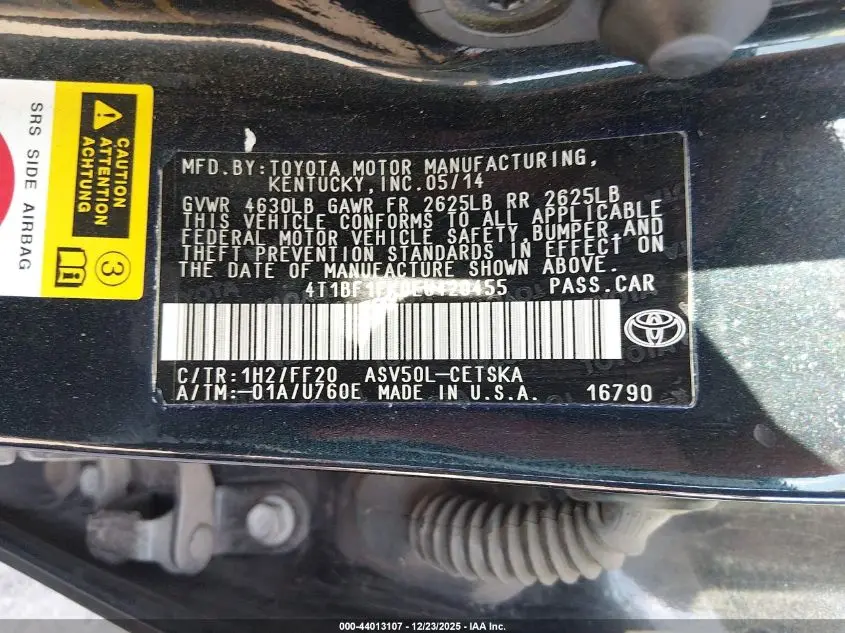 SRS SIDE AIRBAG
CAUTION
ATTENTION
ACHTUNG
3
MFD. BY: TOYOTA MOTOR MANUFACTURING,
KENTUCKY, INC. 05/14
GVWR 4630LB GAWR FR 2625LB RR 2625LB
THIS VEHICLE CONFORMS TO ALL APPLICABLE
FEDERAL MOTOR VEHICLE SAFETY, BUMPER, AND
THEFT PREVENTION STANDARDS IN EFFECT ON
THE DATE OF MANUFACTURE SHOWN ABOVE.
PASS. CAR
C/TR: 1H2/FF20 ASV50L-CETSKA
A/TM: -01A/U760E MADE IN U.S.A. 16790
000-44013107 - 12/23/2025 - IAA Inc.